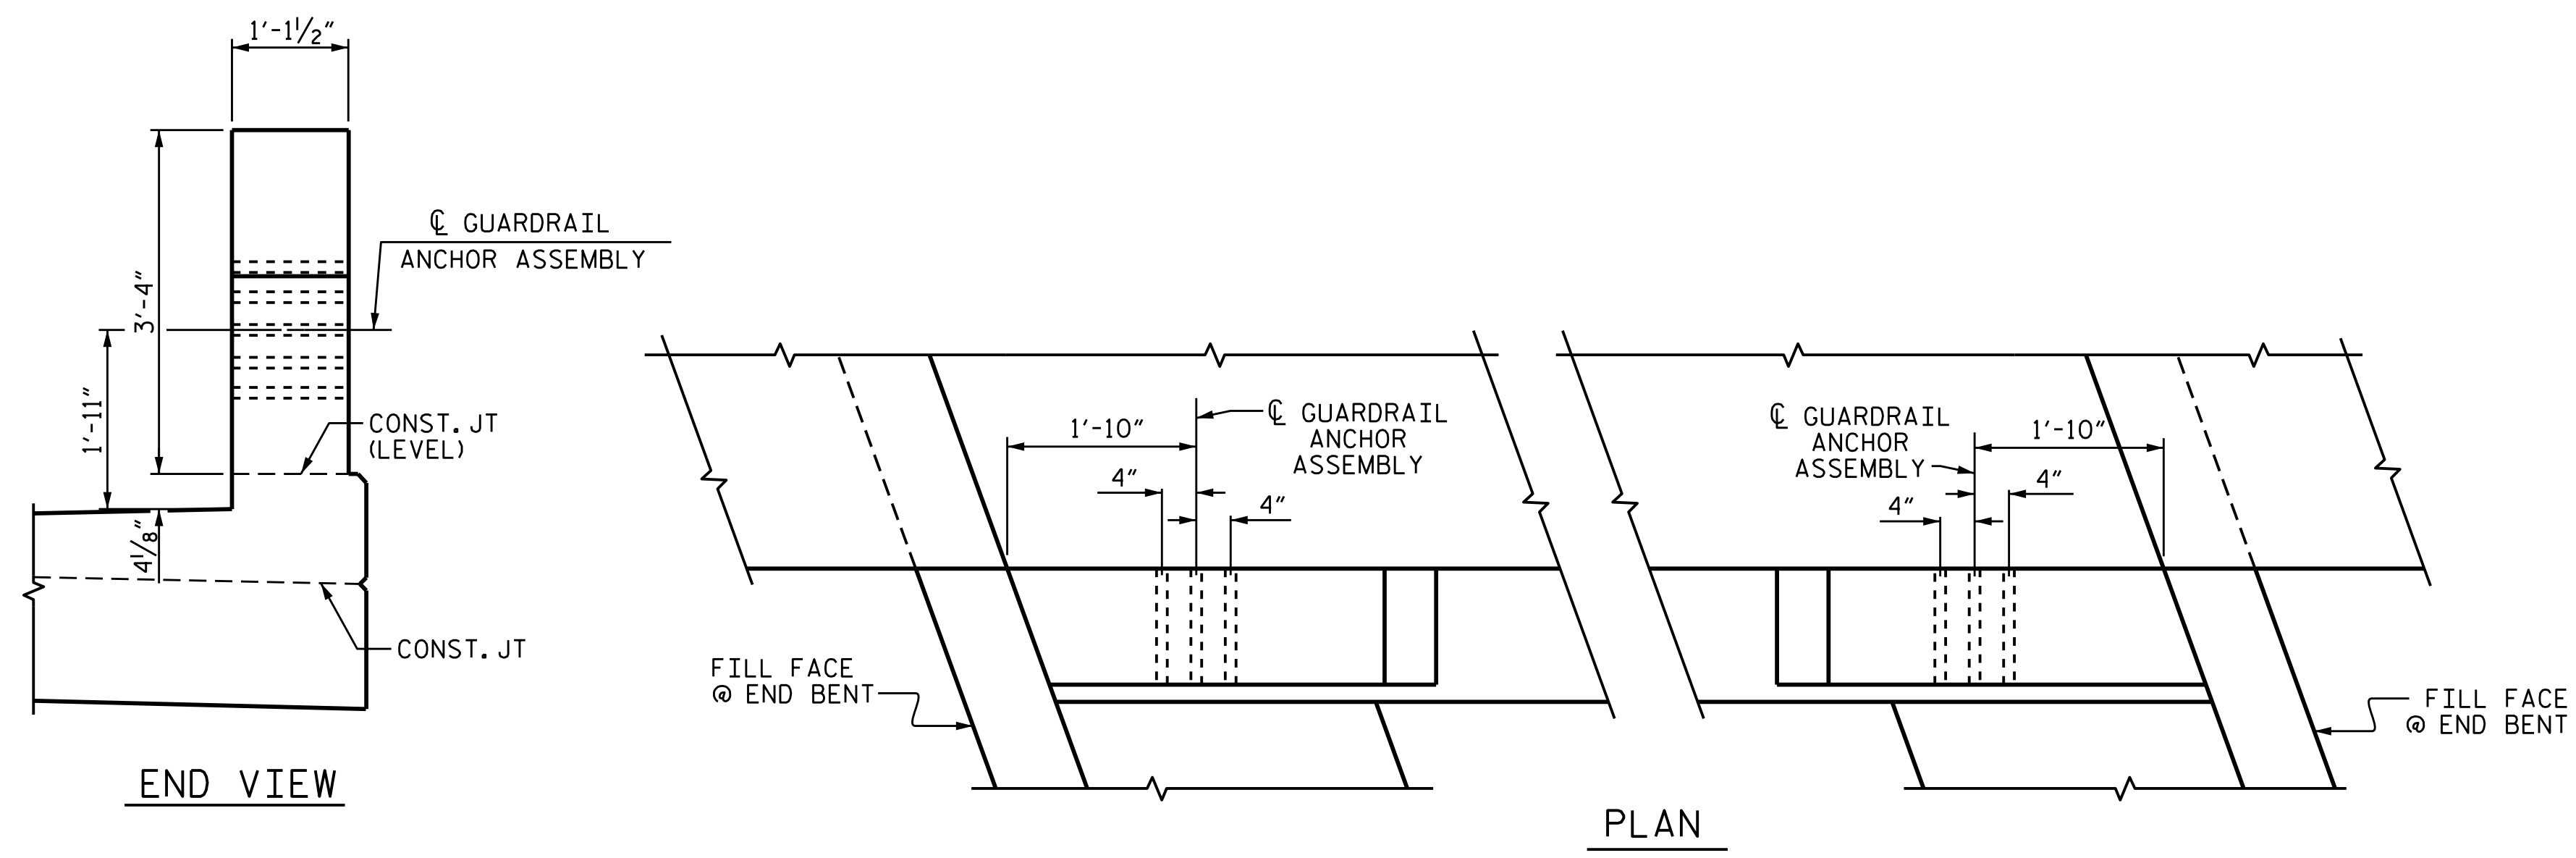 1'-1½"
℄ GUARDRAIL
ANCHOR ASSEMBLY
3'-4"
1'-11"
CONST. JT
(LEVEL)
4⅛"
CONST. JT
END VIEW
1'-10"
℄ GUARDRAIL
ANCHOR
ASSEMBLY
4"
4"
FILL FACE
@ END BENT
℄ GUARDRAIL
ANCHOR
ASSEMBLY
1'-10"
4"
4"
FILL FACE
@ END BENT
PLAN